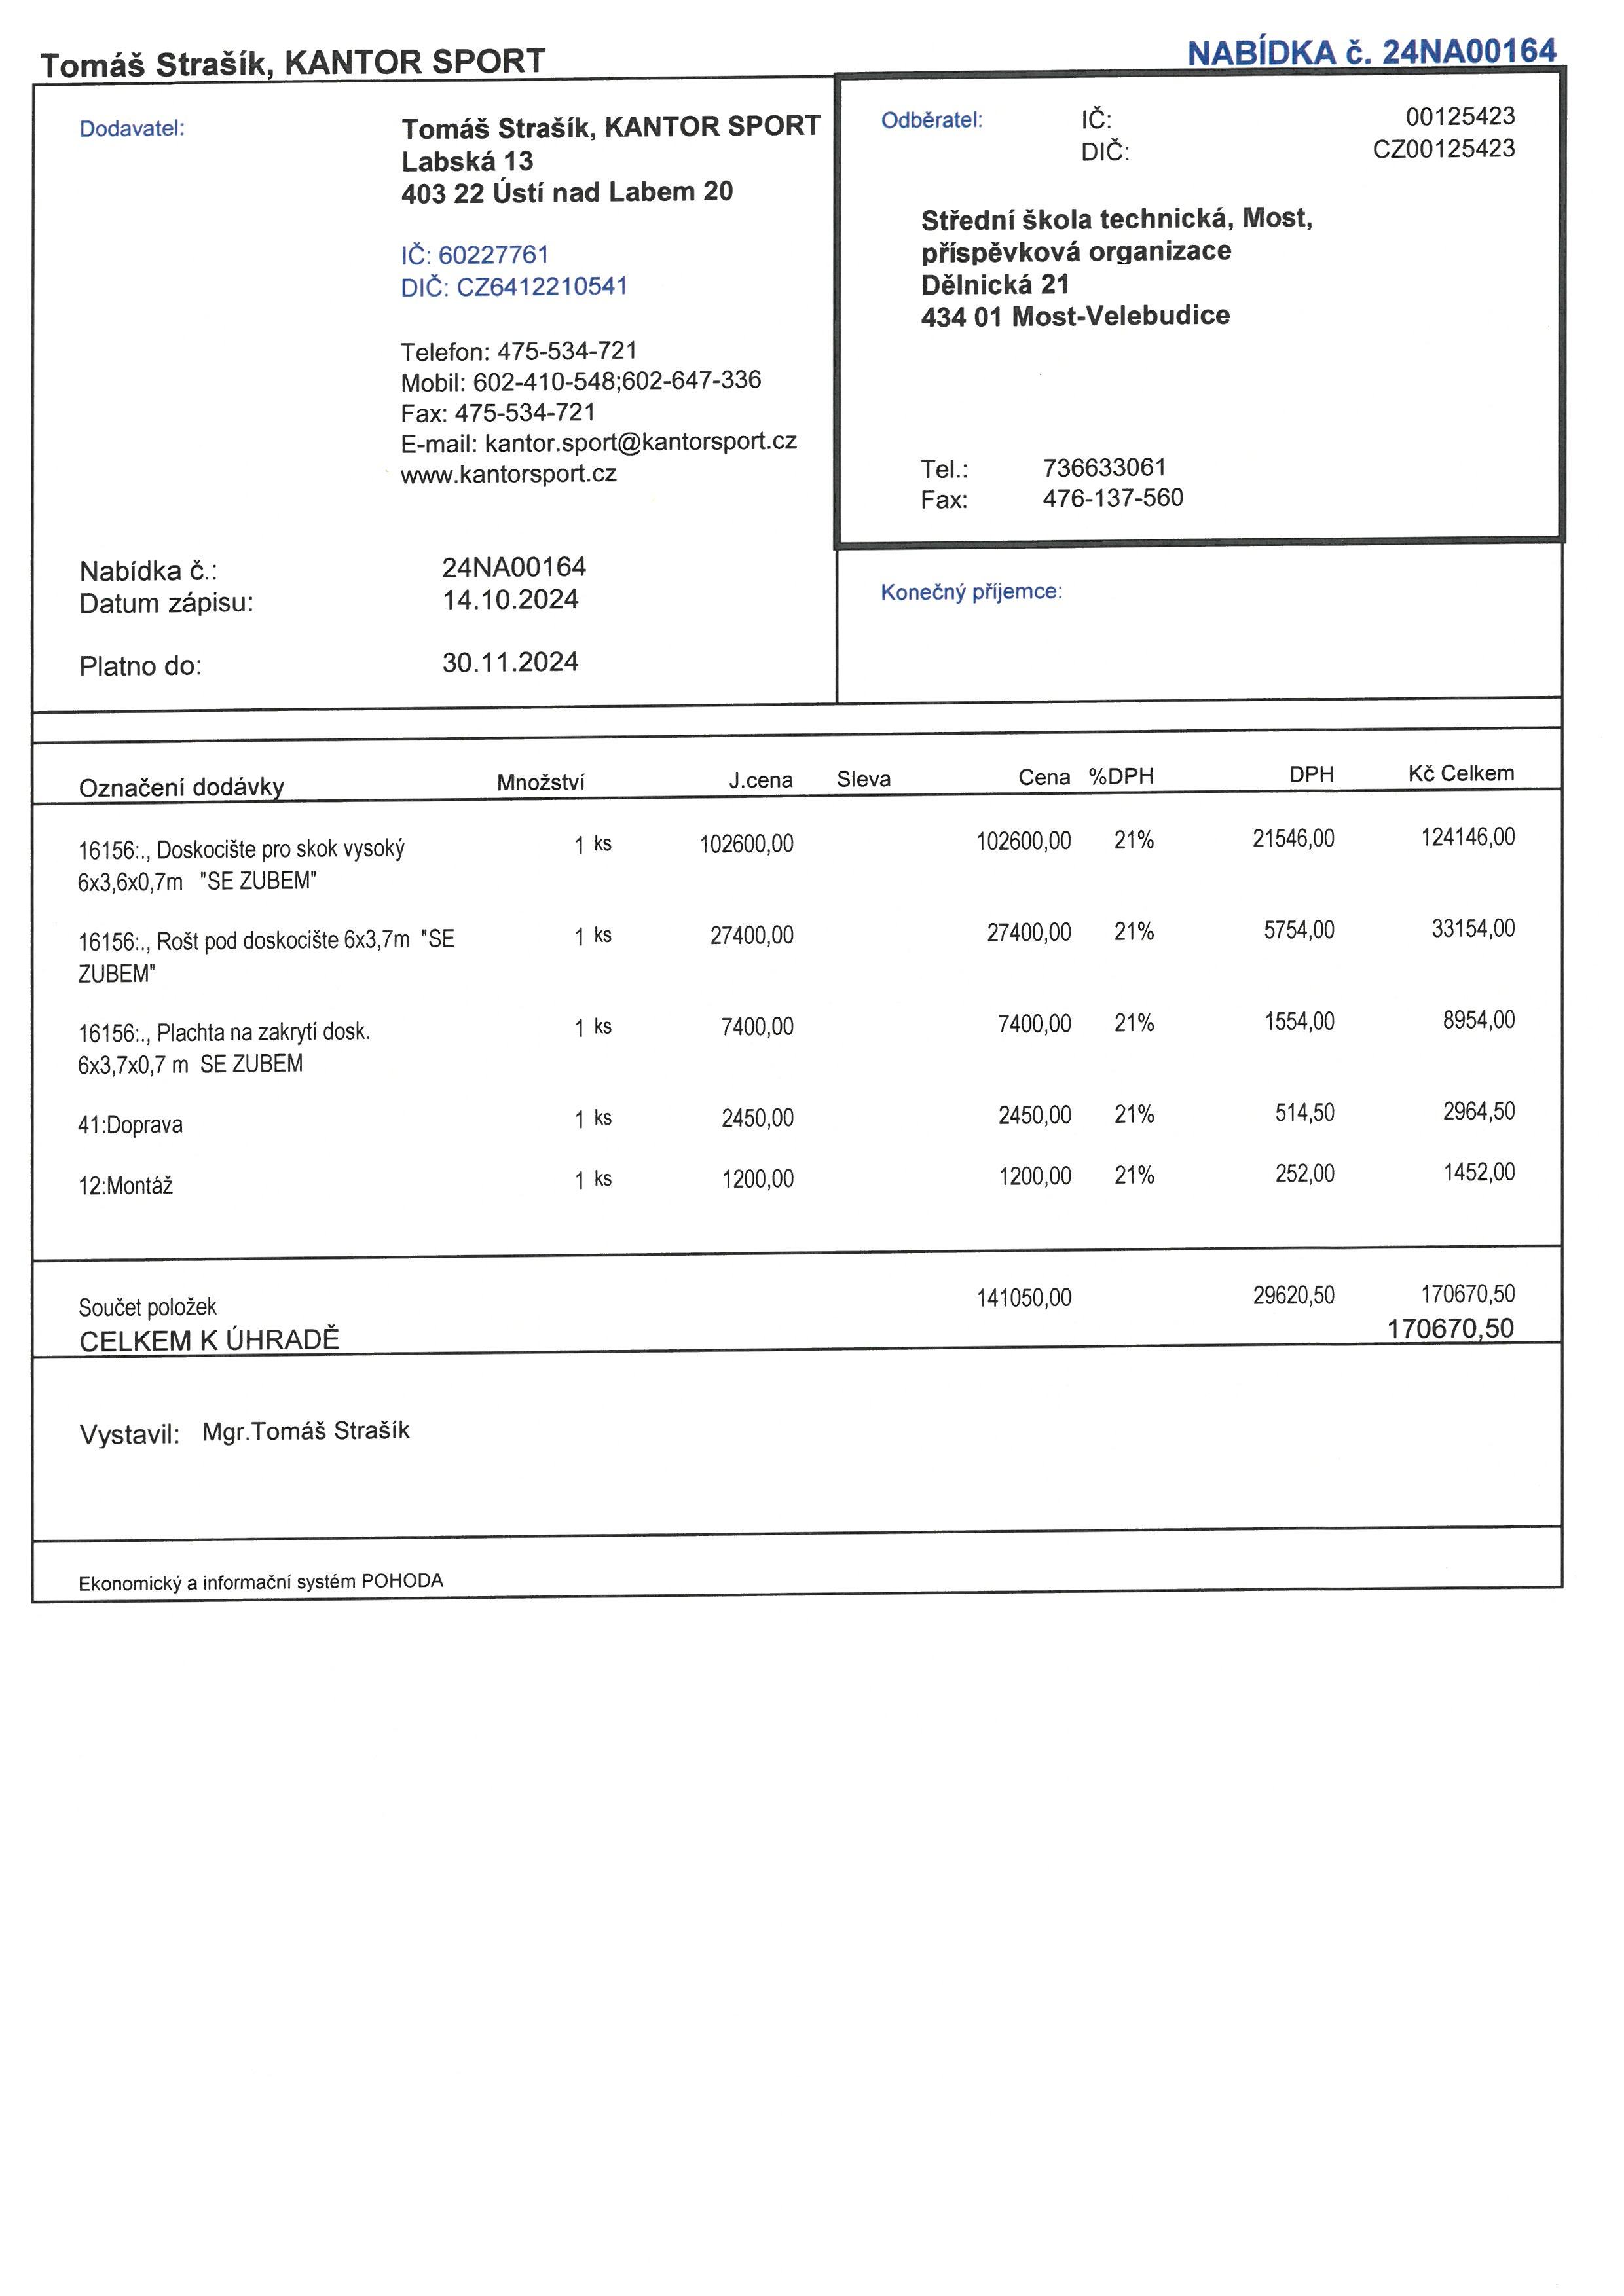 Tomáš Strašík, KANTOR SPORT
NABÍDKA č. 24NA00164
Dodavatel:
Tomáš Strašík, KANTOR SPORT
Labská 13
403 22 Ústí nad Labem 20
IČ: 60227761
DIČ: CZ6412210541
Telefon: 475-534-721
Mobil: 602-410-548;602-647-336
Fax: 475-534-721
E-mail: kantor.sport@kantorsport.cz
www.kantorsport.cz
Odběratel: IČ: 00125423
DIČ: CZ00125423
Střední škola technická, Most,
příspěvková organizace
Dělnická 21
434 01 Most-Velebudice
Tel.: 736633061
Fax: 476-137-560
Nabídka č.: 24NA00164
Datum zápisu: 14.10.2024
Platno do: 30.11.2024
Konečný příjemce:
Označení dodávky Množství J.cena Sleva Cena %DPH DPH Kč Celkem
16156:., Doskočiště pro skok vysoký 1 ks 102600,00 102600,00 21% 21546,00 124146,00
6x3,6x0,7m "SE ZUBEM"
16156:., Rošt pod doskočiště 6x3,7m "SE 1 ks 27400,00 27400,00 21% 5754,00 33154,00
ZUBEM"
16156:., Plachta na zakrytí dosk. 1 ks 7400,00 7400,00 21% 1554,00 8954,00
6x3,7x0,7 m SE ZUBEM
41:Doprava 1 ks 2450,00 2450,00 21% 514,50 2964,50
12:Montáž 1 ks 1200,00 1200,00 21% 252,00 1452,00
Součet položek 141050,00 29620,50 170670,50
CELKEM K ÚHRADĚ 170670,50
Vystavil: Mgr.Tomáš Strašík
Ekonomický a informační systém POHODA